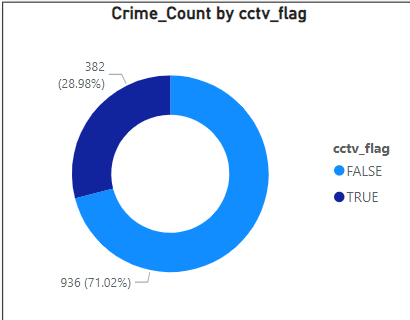 Crime_Count by cctv_flag
382
(28.98%)
cctv_flag
FALSE
TRUE
936 (71.02%)